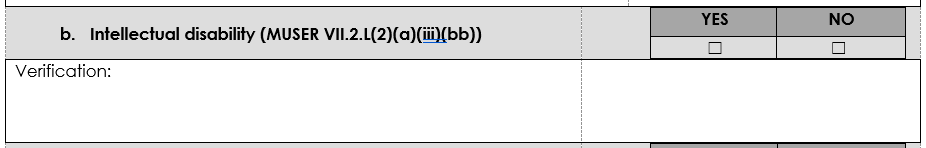 YES NO
b. Intellectual disability (MUSER VII.2.L(2)(a)(iii)(bb))
☐ ☐
Verification: